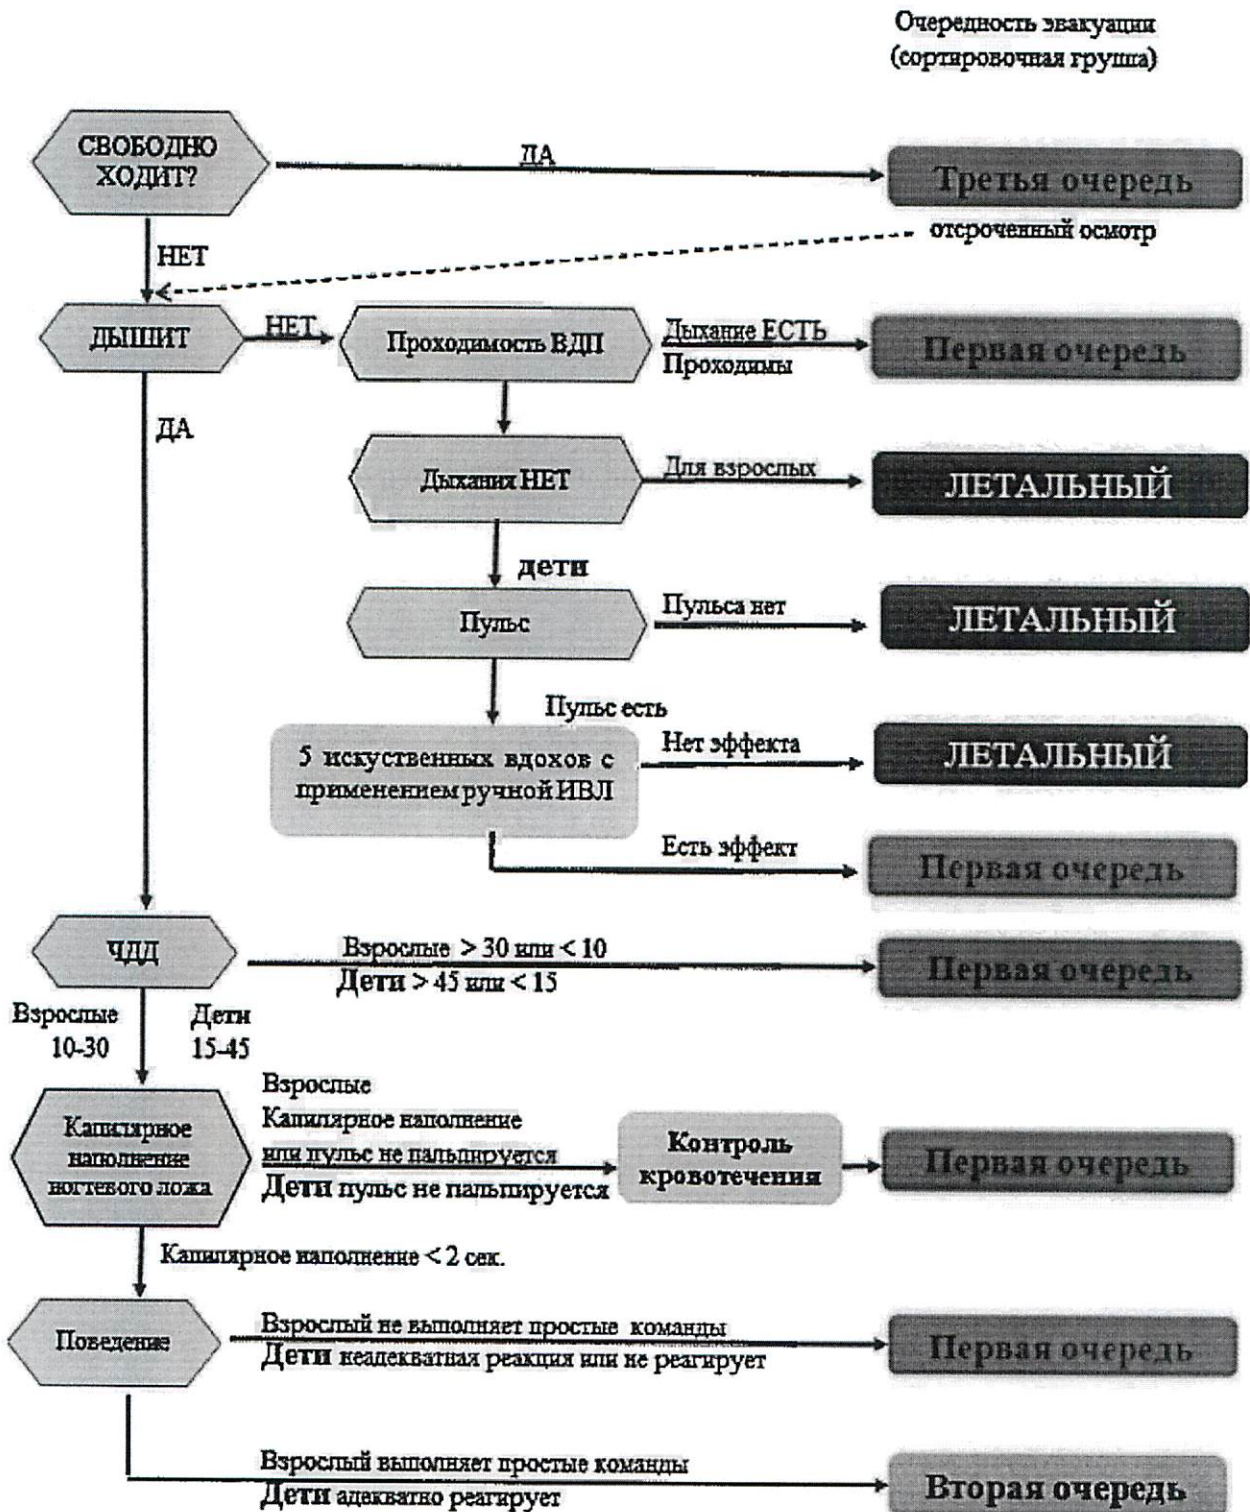 Очередность эвакуации
(сортировочная группа)
СВОБОДНО
ХОДИТ?
ДА
Третья очередь
отсроченный осмотр
НЕТ
ДЫШИТ
НЕТ
Проходимость ВДП
Дыхание ЕСТЬ
Проходимы
Первая очередь
ДА
Дыхания НЕТ
Для взрослых
ЛЕТАЛЬНЫЙ
дети
Пульс
Пульса нет
ЛЕТАЛЬНЫЙ
Пульс есть
5 искуственных вдохов с
применением ручной ИВЛ
Нет эффекта
ЛЕТАЛЬНЫЙ
Есть эффект
Первая очередь
ЧДД
Взрослые > 30 или < 10
Дети > 45 или < 15
Первая очередь
Взрослые
10-30
Дети
15-45
Капилярное
наполнение
ногтевого ложа
Взрослые
Капилярное наполнение
или пульс не пальпируется
Дети пульс не пальпируется
Контроль
кровотечения
Первая очередь
Капилярное наполнение < 2 сек.
Поведение
Взрослый не выполняет простые команды
Дети неадекватная реакция или не реагирует
Первая очередь
Взрослый выполняет простые команды
Дети адекватно реагирует
Вторая очередь